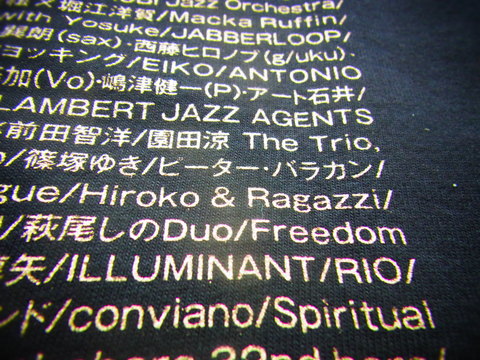 Jazz Orchestra/
堀江洋賀/Macka Ruffin/
with Yosuke/JABBERLOOP/
晃朗(sax)・西藤ヒロノブ(g/uku)・
ヨッキング/EIKO/ANTONIO
加(Vo)・嶋津健一(P)・アート石井/
LAMBERT JAZZ AGENTS
前田智洋/園田涼 The Trio,
/篠塚ゆき/ピーター・バラカン/
gue/Hiroko & Ragazzi/
/萩尾しのDuo/Freedom
矢/ILLUMINANT/RIO/
ンド/conviano/Spiritual
22nd